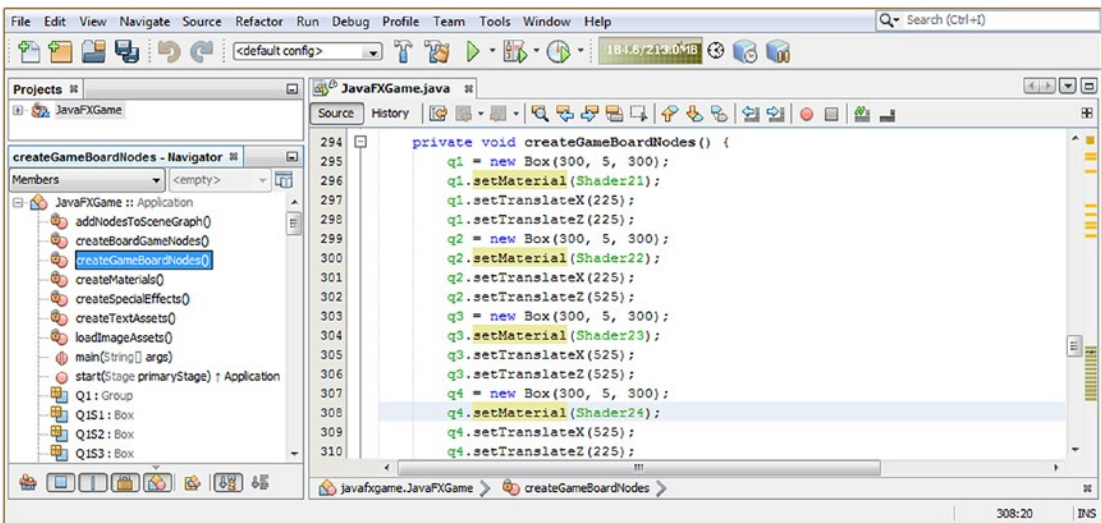 File Edit View Navigate Source Refactor Run Debug Profile Team Tools Window Help
Search (Ctrl+I)
<default config>
184.6/213.0MB
Projects
JavaFXGame
createGameBoardNodes - Navigator
Members
<empty>
JavaFXGame :: Application
addNodesToSceneGraph()
createBoardGameNodes()
createGameBoardNodes()
createMaterials()
createSpecialEffects()
createTextAssets()
loadImageAssets()
main(String[] args)
start(Stage primaryStage) ↑ Application
Q1 : Group
Q1S1 : Box
Q1S2 : Box
Q1S3 : Box
JavaFXGame.java
Source History
294 private void createGameBoardNodes() {
295 q1 = new Box(300, 5, 300);
296 q1.setMaterial(Shader21);
297 q1.setTranslateX(225);
298 q1.setTranslateZ(225);
299 q2 = new Box(300, 5, 300);
300 q2.setMaterial(Shader22);
301 q2.setTranslateX(225);
302 q2.setTranslateZ(525);
303 q3 = new Box(300, 5, 300);
304 q3.setMaterial(Shader23);
305 q3.setTranslateX(525);
306 q3.setTranslateZ(525);
307 q4 = new Box(300, 5, 300);
308 q4.setMaterial(Shader24);
309 q4.setTranslateX(525);
310 q4.setTranslateZ(225);
javafxgame.JavaFXGame
createGameBoardNodes
308:20
INS